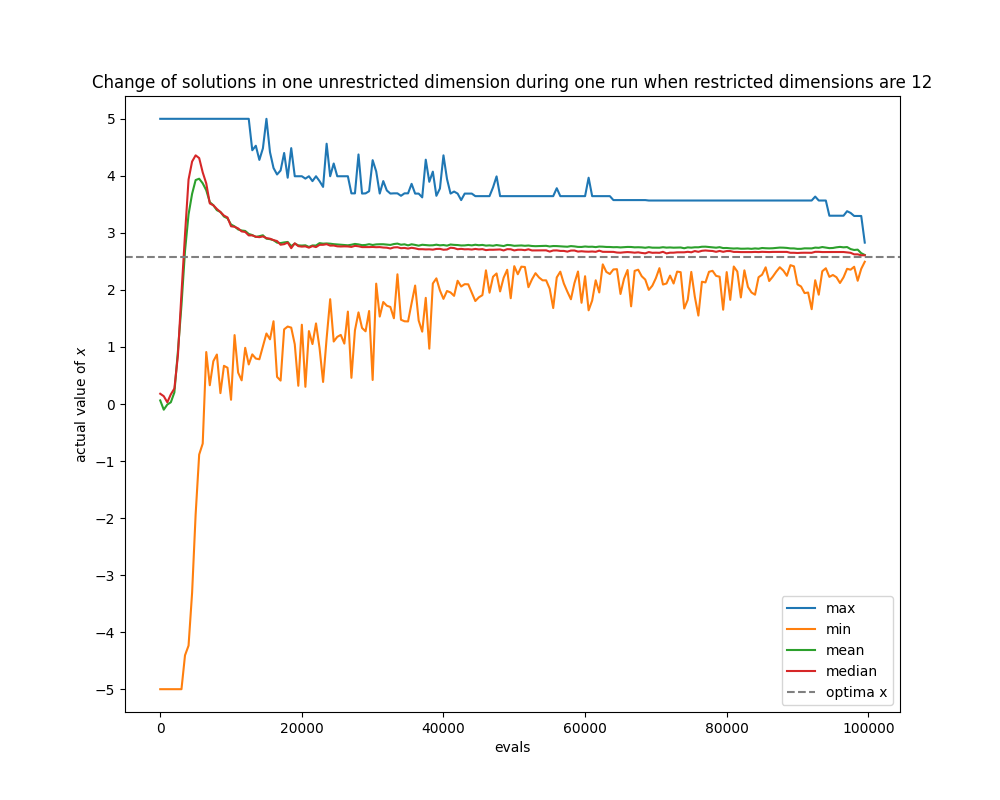 Change of solutions in one unrestricted dimension during one run when restricted dimensions are 12
actual value of x
5
4
3
2
1
0
−1
−2
−3
−4
−5
0 20000 40000 60000 80000 100000
evals
max
min
mean
median
optima x